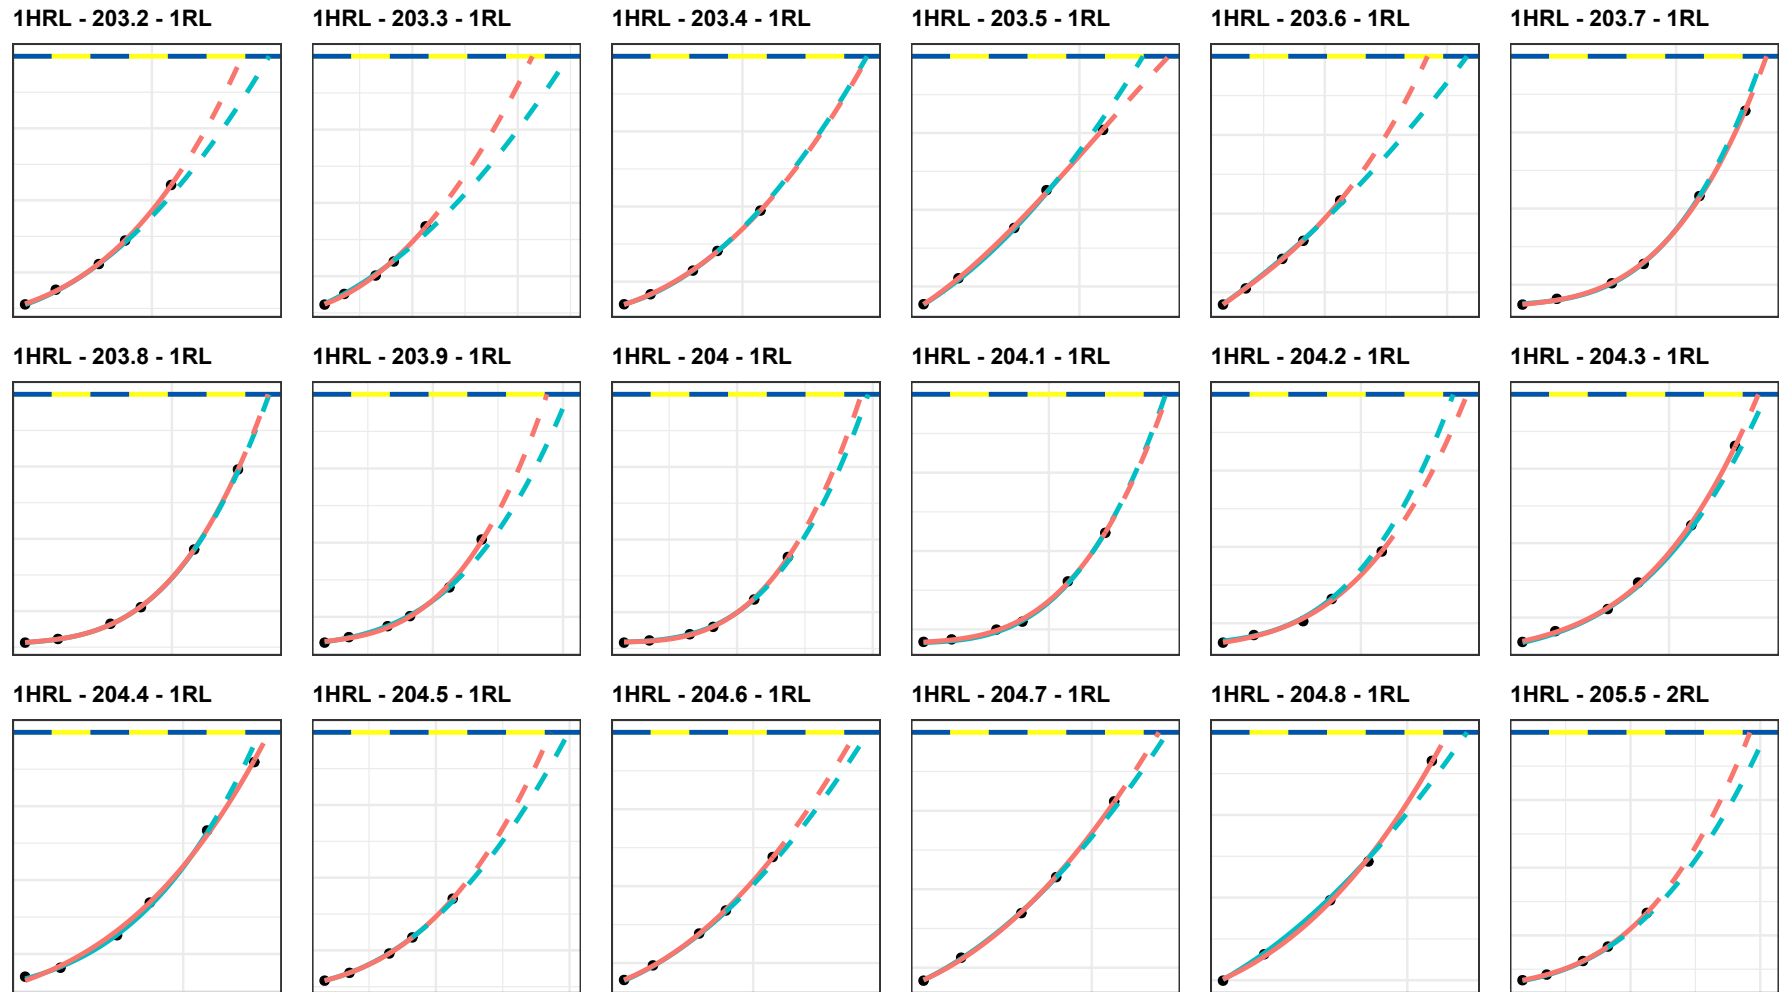 1HRL - 203.2 - 1RL
1HRL - 203.3 - 1RL
1HRL - 203.4 - 1RL
1HRL - 203.5 - 1RL
1HRL - 203.6 - 1RL
1HRL - 203.7 - 1RL
1HRL - 203.8 - 1RL
1HRL - 203.9 - 1RL
1HRL - 204 - 1RL
1HRL - 204.1 - 1RL
1HRL - 204.2 - 1RL
1HRL - 204.3 - 1RL
1HRL - 204.4 - 1RL
1HRL - 204.5 - 1RL
1HRL - 204.6 - 1RL
1HRL - 204.7 - 1RL
1HRL - 204.8 - 1RL
1HRL - 205.5 - 2RL